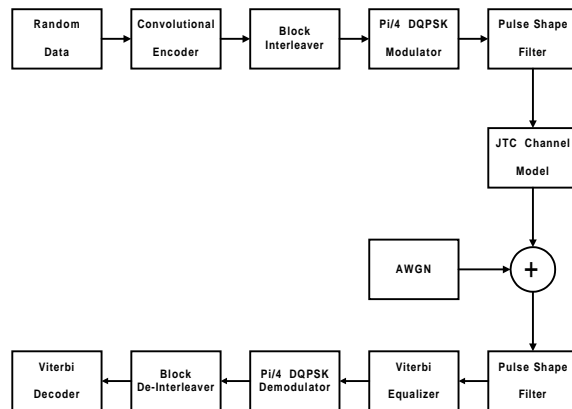 Random
Data
Convolutional
Encoder
Block
Interleaver
Pi/4 DQPSK
Modulator
Pulse Shape
Filter
JTC Channel
Model
AWGN
+
Viterbi
Decoder
Block
De-Interleaver
Pi/4 DQPSK
Demodulator
Viterbi
Equalizer
Pulse Shape
Filter